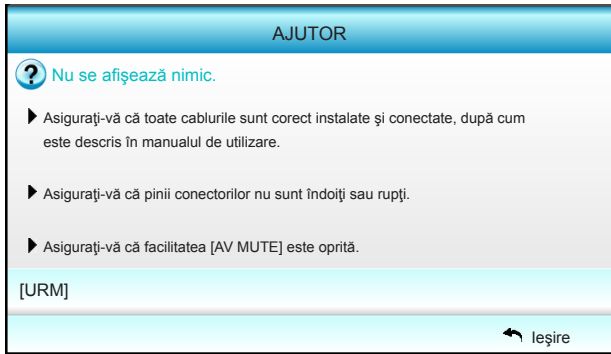 AJUTOR
Nu se afişează nimic.
Asiguraţi-vă că toate cablurile sunt corect instalate şi conectate, după cum
este descris în manualul de utilizare.
Asiguraţi-vă că pinii conectorilor nu sunt îndoiţi sau rupţi.
Asiguraţi-vă că facilitatea [AV MUTE] este oprită.
[URM]
Ieşire